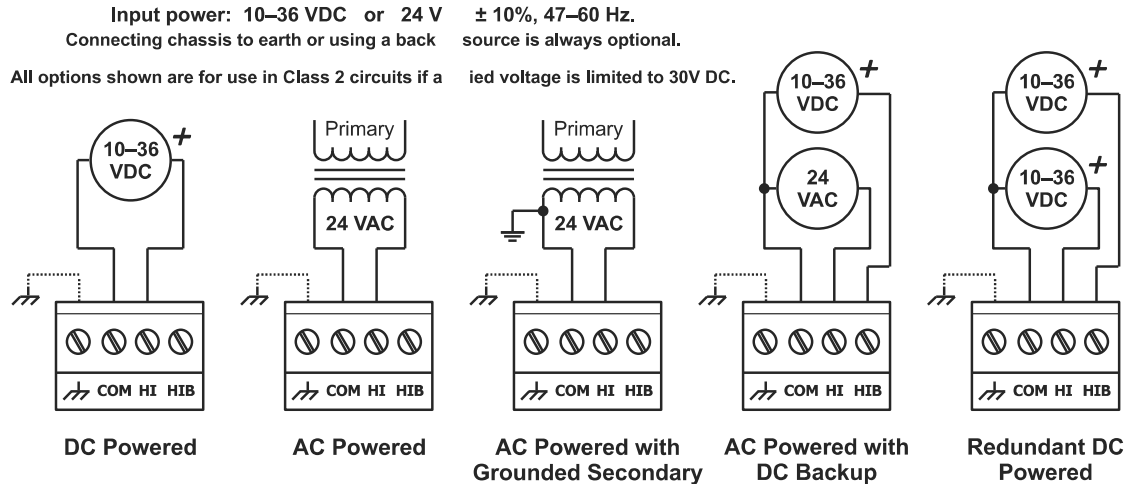 Input power: 10–36 VDC or 24 V ± 10%, 47–60 Hz.
Connecting chassis to earth or using a back source is always optional.
All options shown are for use in Class 2 circuits if a ied voltage is limited to 30V DC.
10–36 VDC +
Primary
24 VAC
Primary
24 VAC
10–36 VDC +
24 VAC
10–36 VDC +
10–36 VDC +
COM HI HIB
COM HI HIB
COM HI HIB
COM HI HIB
COM HI HIB
DC Powered
AC Powered
AC Powered with
Grounded Secondary
AC Powered with
DC Backup
Redundant DC
Powered